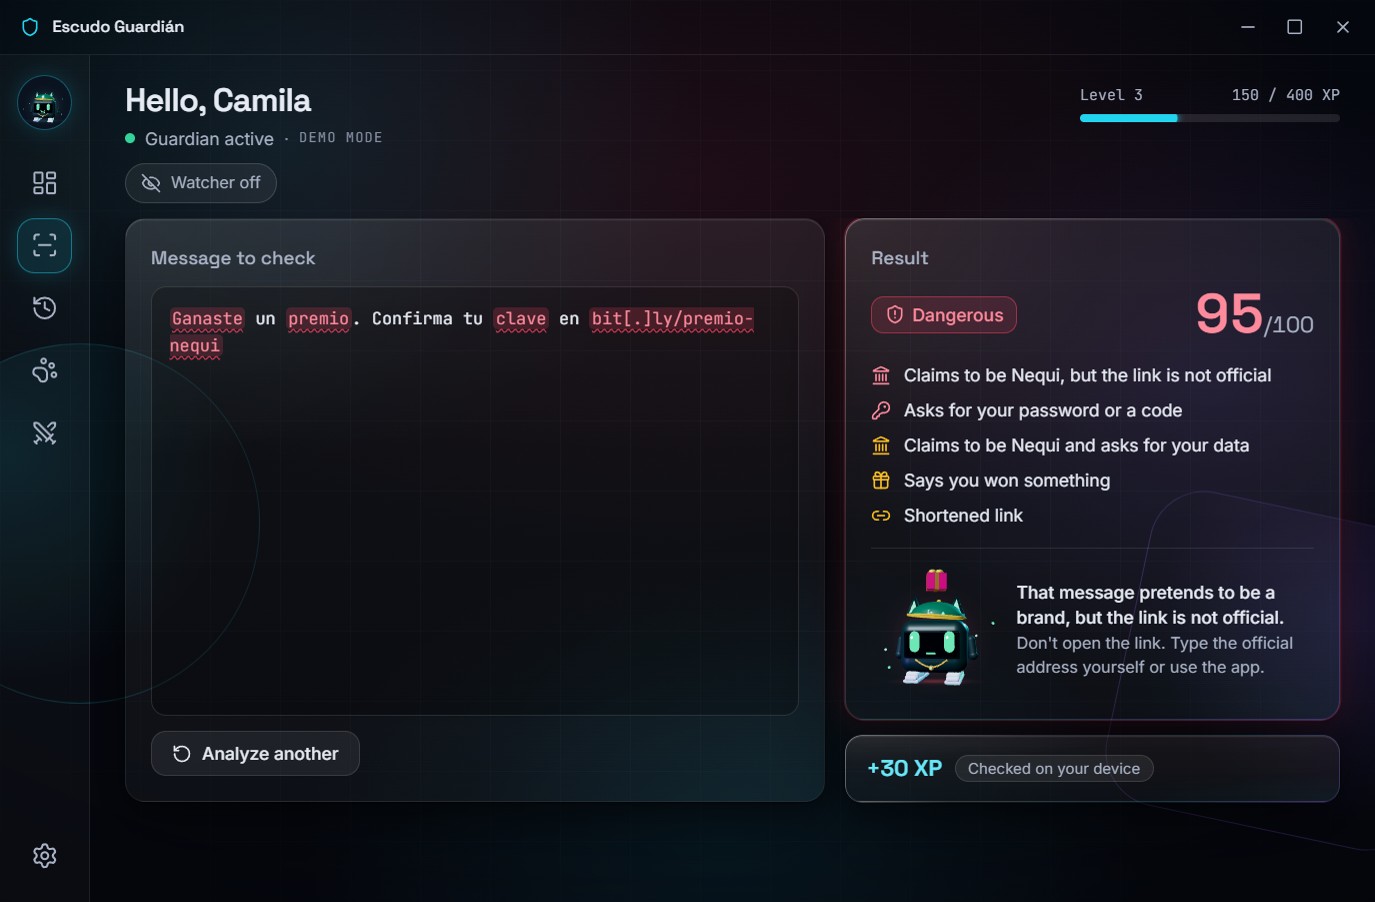 Escudo Guardián
Hello, Camila
Guardian active · DEMO MODE
Watcher off
Level 3 150 / 400 XP
Message to check
Ganaste un premio. Confirma tu clave en bit[.]ly/premio-
nequi
Analyze another
Result
Dangerous 95/100
Claims to be Nequi, but the link is not official
Asks for your password or a code
Claims to be Nequi and asks for your data
Says you won something
Shortened link
That message pretends to be a
brand, but the link is not official.
Don't open the link. Type the official
address yourself or use the app.
+30 XP Checked on your device